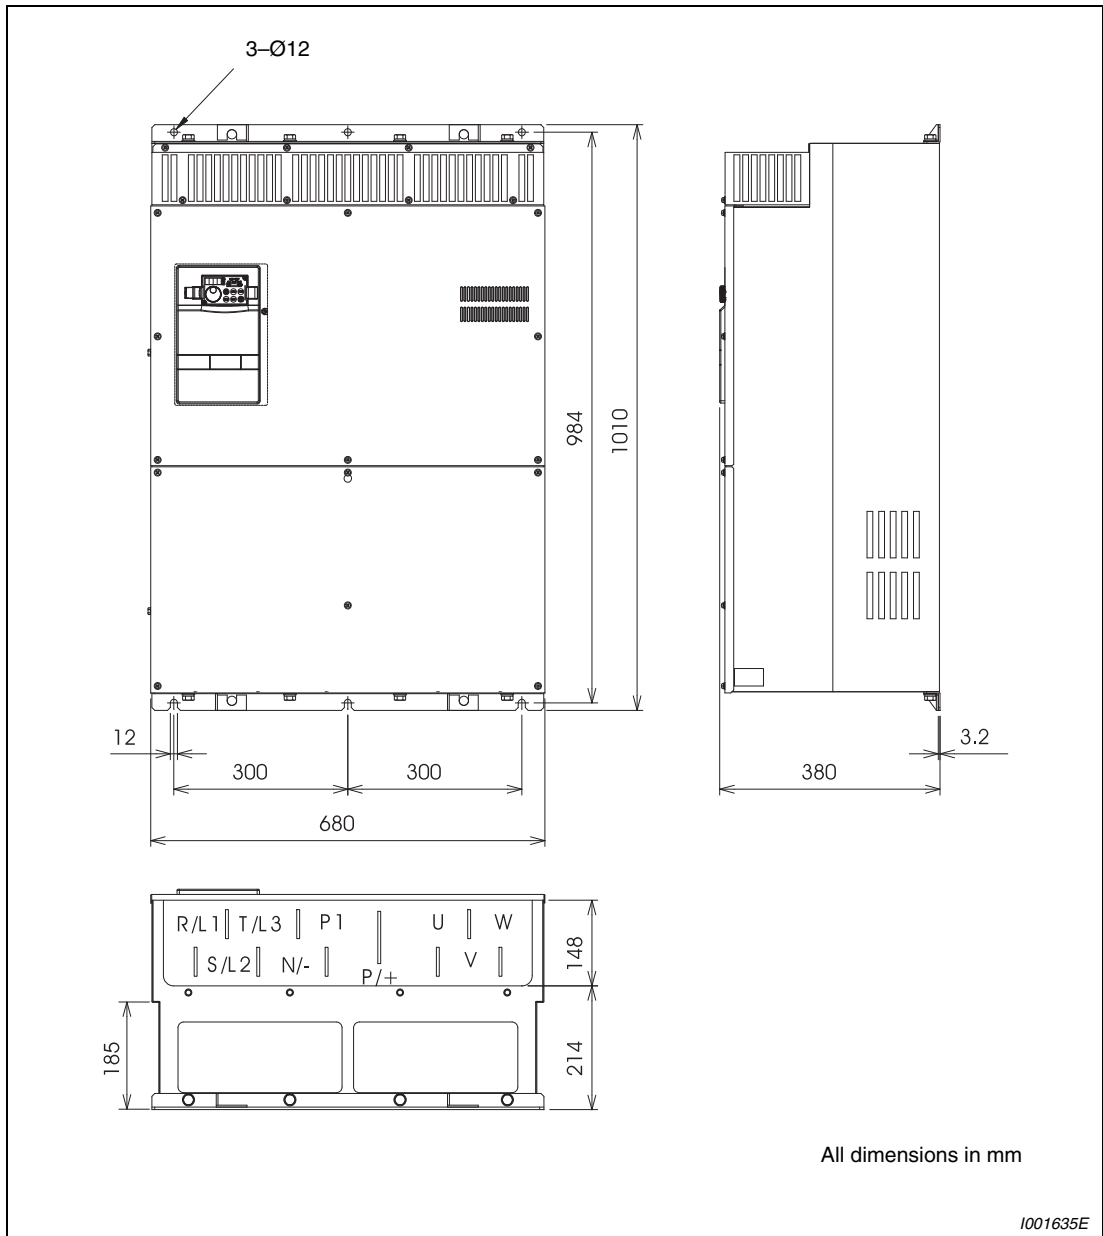 3–Ø12
984
1010
12
300
300
680
3.2
380
R/L1 T/L3 P1 U W
S/L2 N/- P/+ V
148
185
214
All dimensions in mm
I001635E